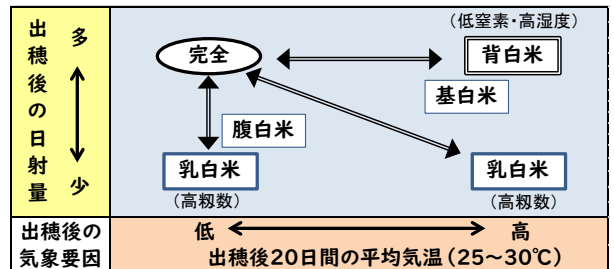 出穂後の日射量
多
少
(低窒素・高湿度)
完全
背白米
基白米
腹白米
乳白米
(高籾数)
乳白米
(高籾数)
出穂後の
気象要因
低
高
出穂後20日間の平均気温(25～30℃)